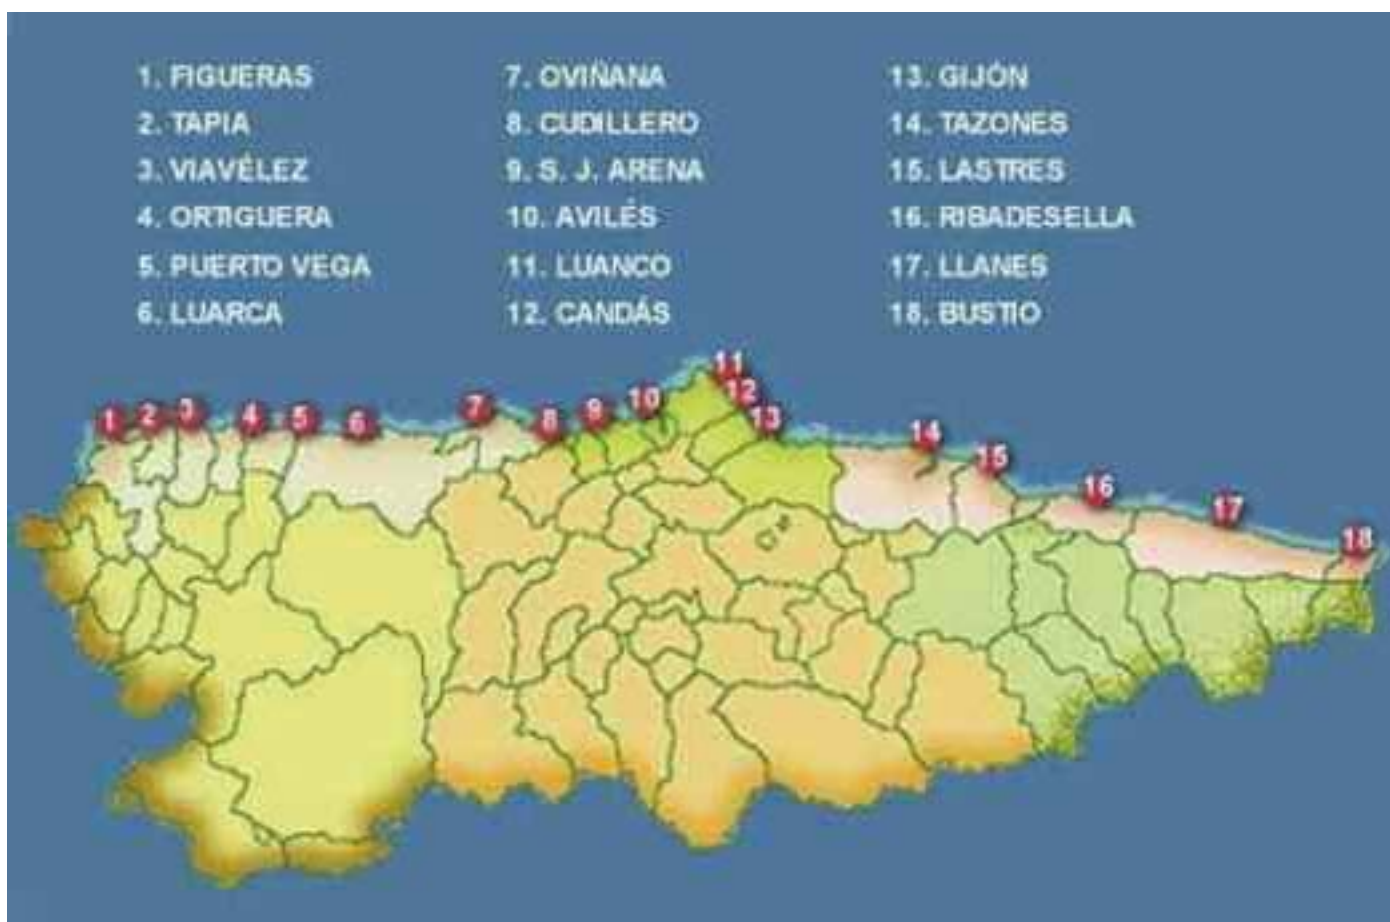 1. FIGUERAS
2. TAPIA
3. VIAVÉLEZ
4. ORTIGUERA
5. PUERTO VEGA
6. LUARCA
7. OVIÑANA
8. CUDILLERO
9. S. J. ARENA
10. AVILÉS
11. LUANCO
12. CANDÁS
13. GIJÓN
14. TAZONES
15. LASTRES
16. RIBADESELLA
17. LLANES
18. BUSTIO
1
2
3
4
5
6
7
8
9
10
11
12
13
14
15
16
17
18